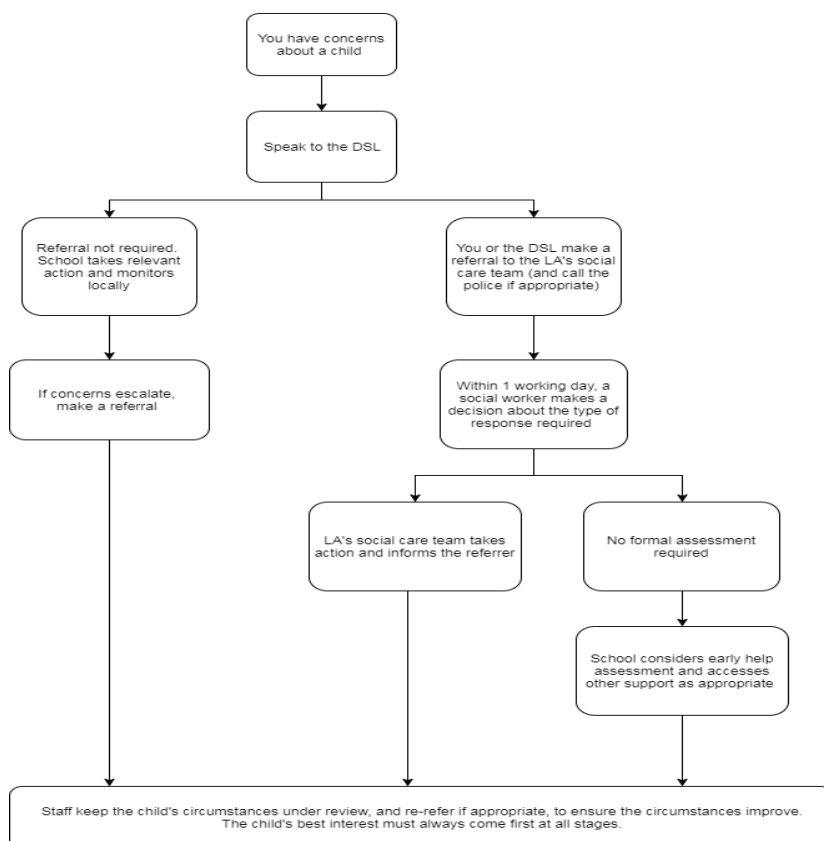 You have concerns
about a child
Speak to the DSL
Referral not required.
School takes relevant
action and monitors
locally
You or the DSL make a
referral to the LA's social
care team (and call the
police if appropriate)
If concerns escalate,
make a referral
Within 1 working day, a
social worker makes a
decision about the type of
response required
LA's social care team takes
action and informs the referrer
No formal assessment
required
School considers early help
assessment and accesses
other support as appropriate
Staff keep the child's circumstances under review, and re-refer if appropriate, to ensure the circumstances improve.
The child's best interest must always come first at all stages.